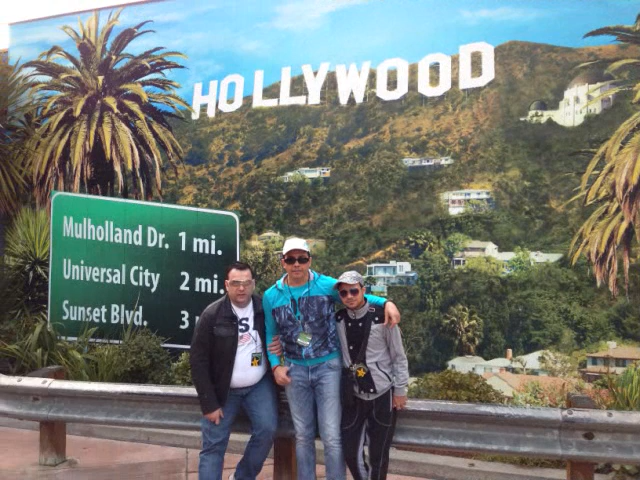 HOLLYWOOD
Mulholland Dr. 1 mi.
Universal City 2 mi.
Sunset Blvd. 3